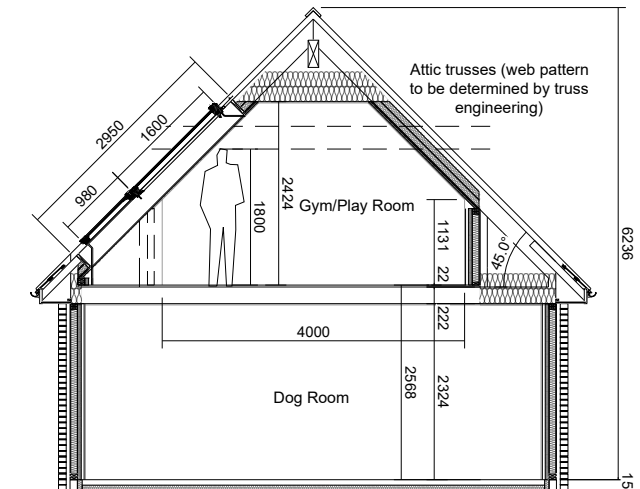 Attic trusses (web pattern
to be determined by truss
engineering)
2950
1600
980
1800
2424
Gym/Play Room
1131
22
45.0°
6236
222
4000
2568
2324
Dog Room
15